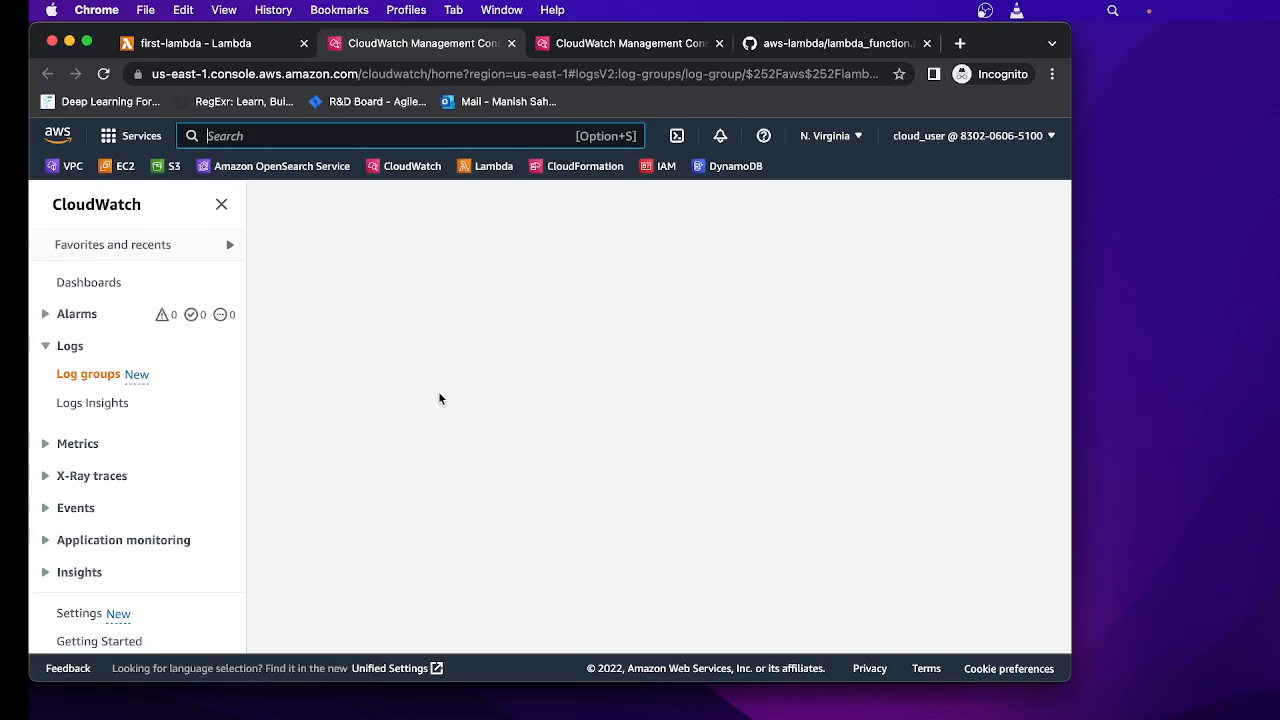 Chrome File Edit View History Bookmarks Profiles Tab Window Help
first-lambda - Lambda
CloudWatch Management Con
CloudWatch Management Con
aws-lambda/lambda_function.
us-east-1.console.aws.amazon.com/cloudwatch/home?region=us-east-1#logsV2:log-groups/log-group/$252Faws$252Flamb...
Incognito
Deep Learning For... RegExr: Learn, Bui... R&D Board - Agile... Mail - Manish Sah...
aws Services Search [Option+S] N. Virginia cloud_user @ 8302-0606-5100
VPC EC2 S3 Amazon OpenSearch Service CloudWatch Lambda CloudFormation IAM DynamoDB
CloudWatch
Favorites and recents
Dashboards
Alarms 0 0 0
Logs
Log groups New
Logs Insights
Metrics
X-Ray traces
Events
Application monitoring
Insights
Settings New
Getting Started
Feedback Looking for language selection? Find it in the new Unified Settings © 2022, Amazon Web Services, Inc. or its affiliates. Privacy Terms Cookie preferences